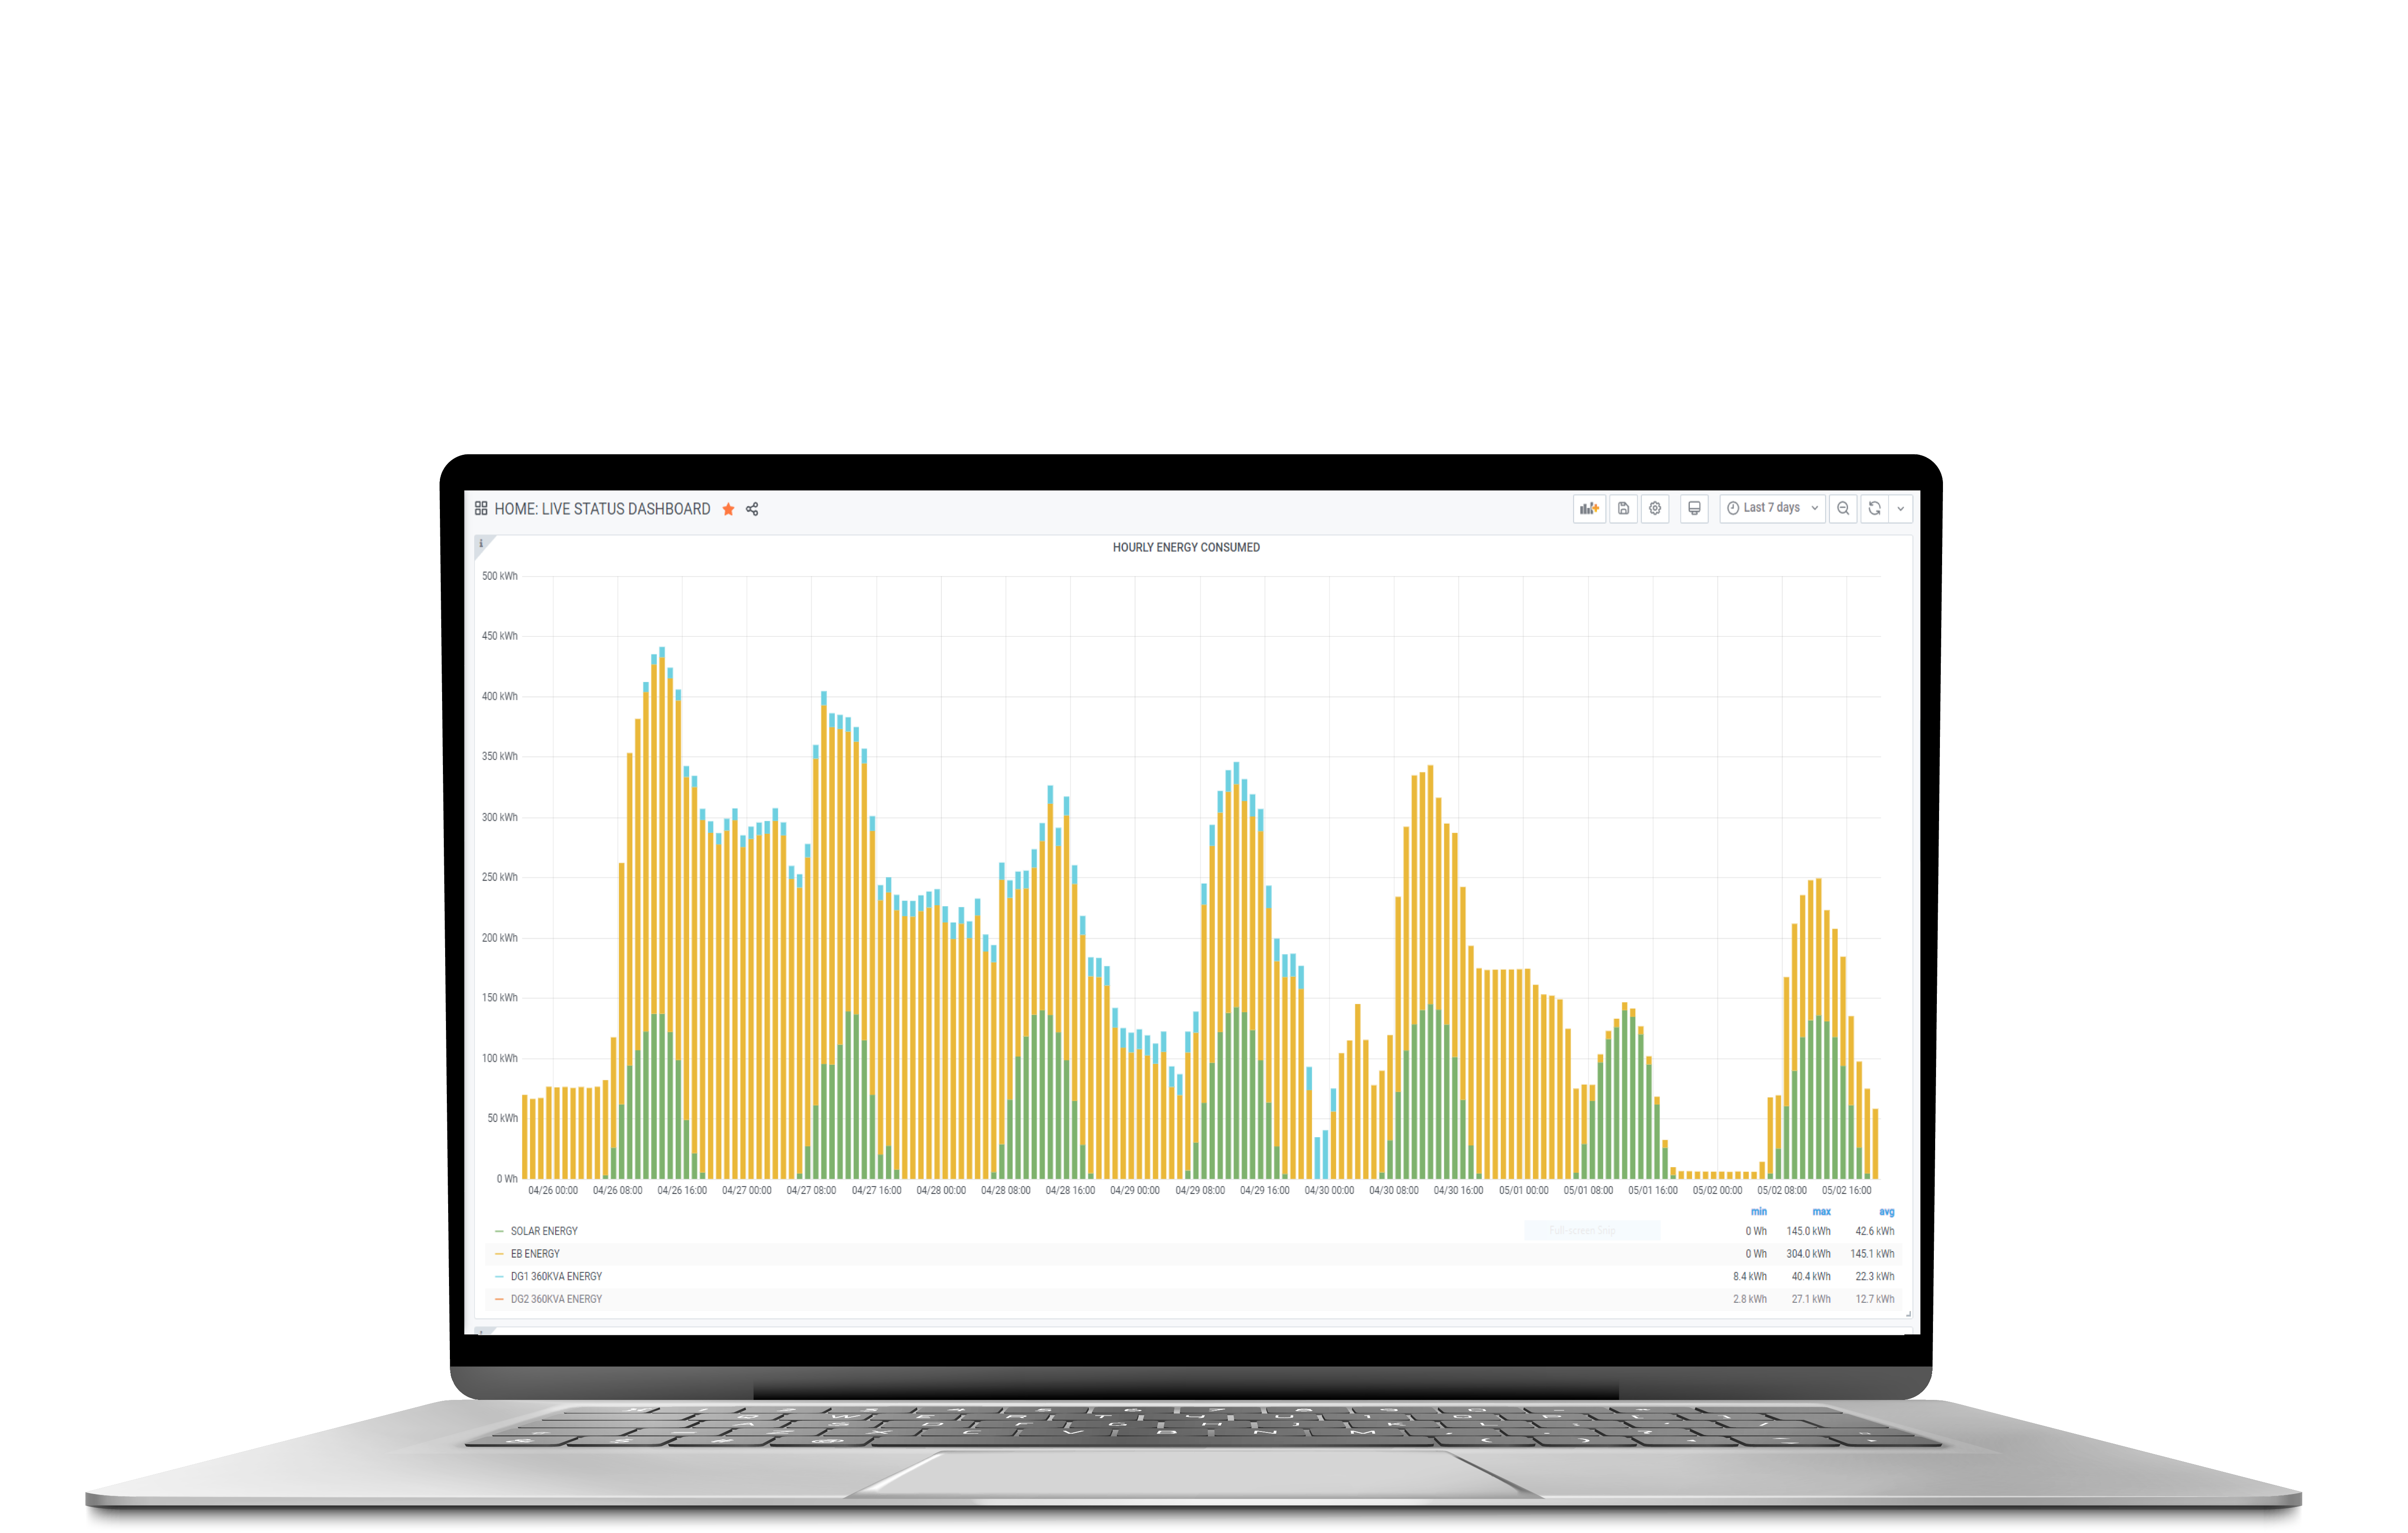 HOME: LIVE STATUS DASHBOARD
Last 7 days
i
HOURLY ENERGY CONSUMED
500 kWh
450 kWh
400 kWh
350 kWh
300 kWh
250 kWh
200 kWh
150 kWh
100 kWh
50 kWh
0 Wh
04/26 00:00 04/26 08:00 04/26 16:00 04/27 00:00 04/27 08:00 04/27 16:00 04/28 00:00 04/28 08:00 04/28 16:00 04/29 00:00 04/29 08:00 04/29 16:00 04/30 00:00 04/30 08:00 04/30 16:00 05/01 00:00 05/01 08:00 05/01 16:00 05/02 00:00 05/02 08:00 05/02 16:00
min max avg
SOLAR ENERGY Full-screen Snip 0 Wh 145.0 kWh 42.6 kWh
EB ENERGY 0 Wh 304.0 kWh 145.1 kWh
DG1 360KVA ENERGY 8.4 kWh 40.4 kWh 22.3 kWh
DG2 360KVA ENERGY 2.8 kWh 27.1 kWh 12.7 kWh